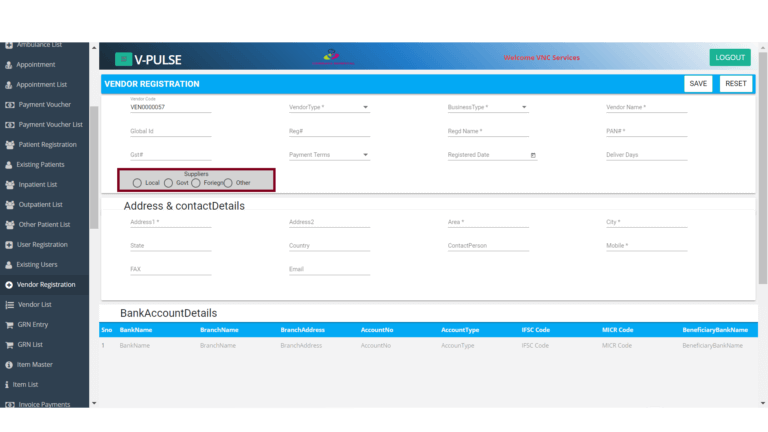 Ambulance List
Appointment
Appointment List
Payment Voucher
Payment Voucher List
Patient Registration
Existing Patients
Inpatient List
Outpatient List
Other Patient List
User Registration
Existing Users
Vendor Registration
Vendor List
GRN Entry
GRN List
Item Master
Item List
Invoice Payments
V-PULSE
Welcome VNC Services
LOGOUT
VENDOR REGISTRATION
SAVE RESET
Vendor Code
VEN0000057 VendorType * BusinessType * Vendor Name *
Global Id Reg# Regd Name * PAN# *
Gst# Payment Terms Registered Date Deliver Days
Suppliers
Local Govt Foriegn Other
Address & contactDetails
Address1 * Address2 Area * City *
State Country ContactPerson Mobile *
FAX Email
BankAccountDetails
Sno BankName BranchName BranchAddress AccountNo AccountType IFSC Code MICR Code BeneficiaryBankName
1 BankName BranchName BranchAddress AccountNo AccounType IFSC Code MICR Code BeneficiaryBankName